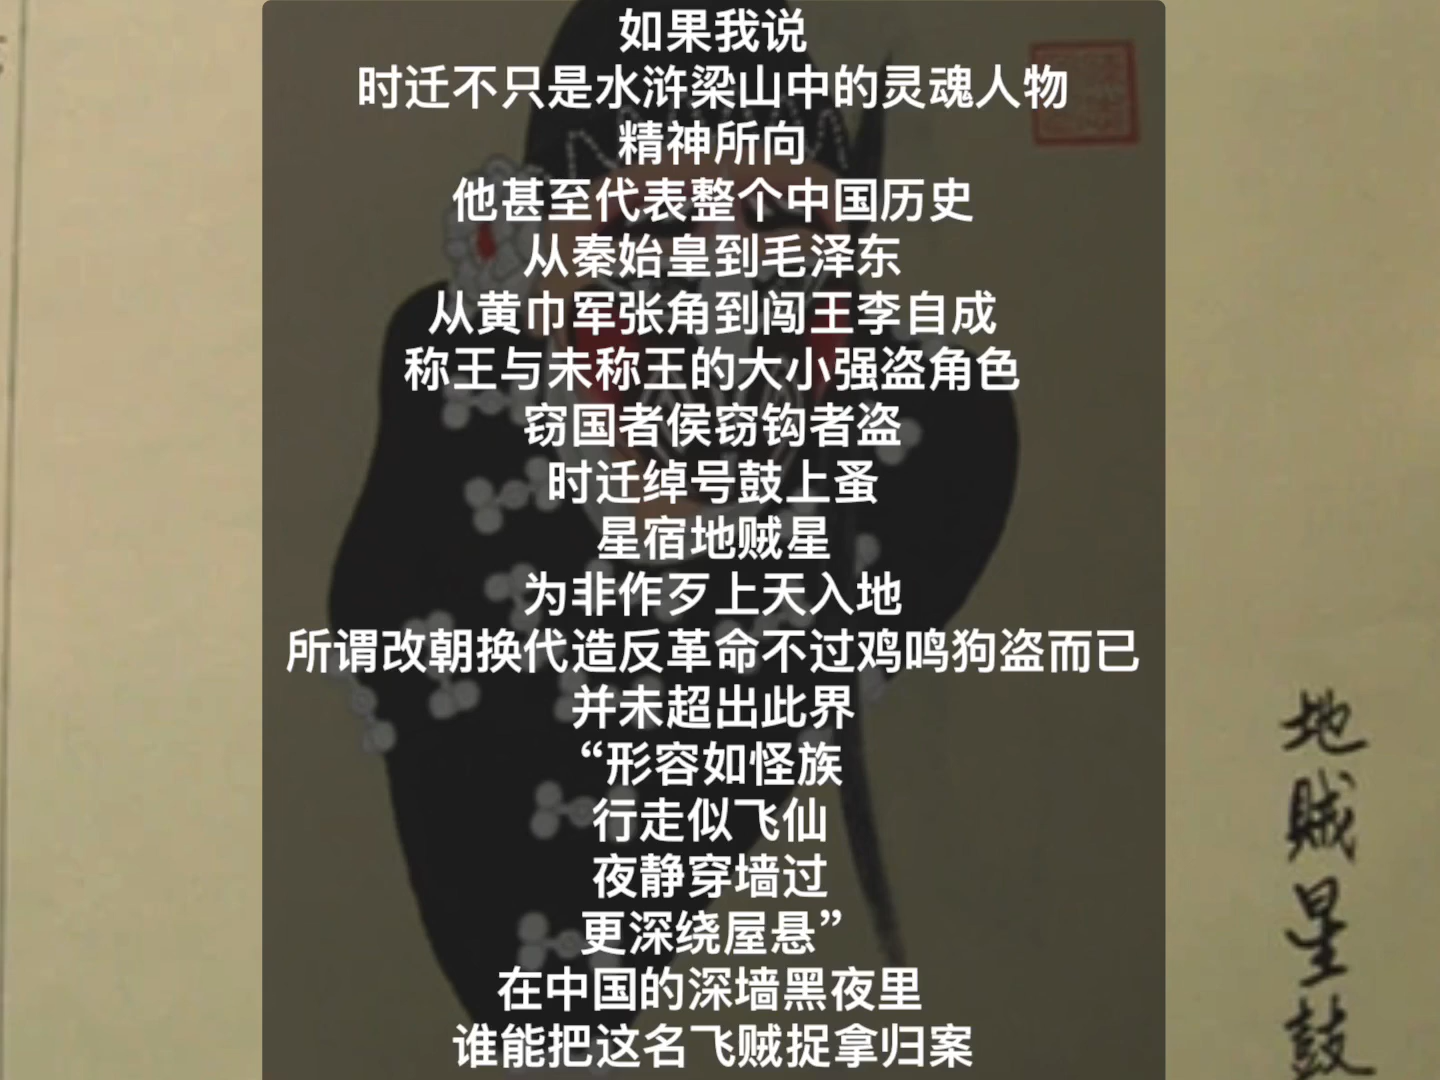 如果我说
时迁不只是水浒梁山中的灵魂人物
精神所向
他甚至代表整个中国历史
从秦始皇到毛泽东
从黄巾军张角到闯王李自成
称王与未称王的大小强盗角色
窃国者侯窃钩者盗
时迁绰号鼓上蚤
星宿地贼星
为非作歹上天入地
所谓改朝换代造反革命不过鸡鸣狗盗而已
并未超出此界
“形容如怪族
行走似飞仙
夜静穿墙过
更深绕屋悬”
在中国的深墙黑夜里
谁能把这名飞贼捉拿归案
地贼星鼓